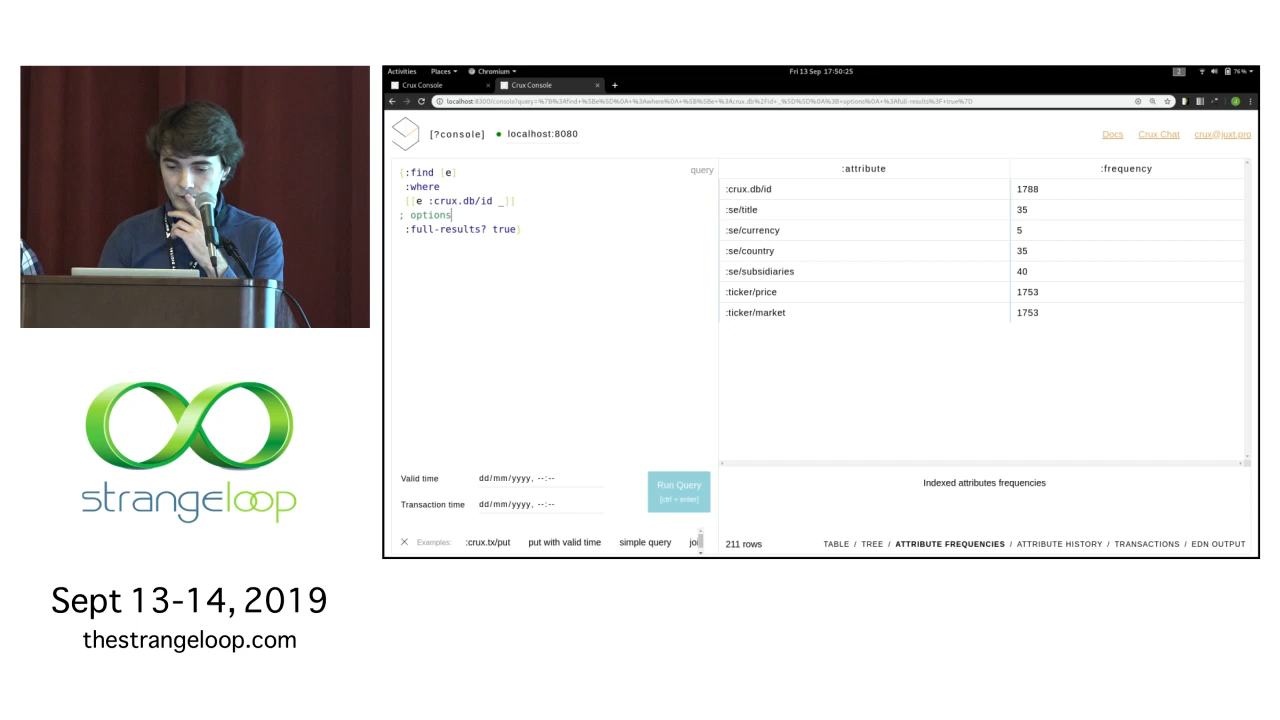 Activities Places Chromium Fri 13 Sep 17:50:25 2 76%
Crux Console × Crux Console × +
[?console] localhost:8080 Docs Crux Chat crux@juxt.pro
{:find [e] query
:where
[[e :crux.db/id _]]
; options
:full-results? true}
:attribute :frequency
:crux.db/id 1788
:se/title 35
:se/currency 5
:se/country 35
:se/subsidiaries 40
:ticker/price 1753
:ticker/market 1753
Valid time dd/mm/yyyy, --:--
Transaction time dd/mm/yyyy, --:--
Run Query
[ctrl + enter]
Indexed attributes frequencies
Examples: :crux.tx/put put with valid time simple query
211 rows TABLE / TREE / ATTRIBUTE FREQUENCIES / ATTRIBUTE HISTORY / TRANSACTIONS / EDN OUTPUT
strangeloop
Sept 13-14, 2019
thestrangeloop.com